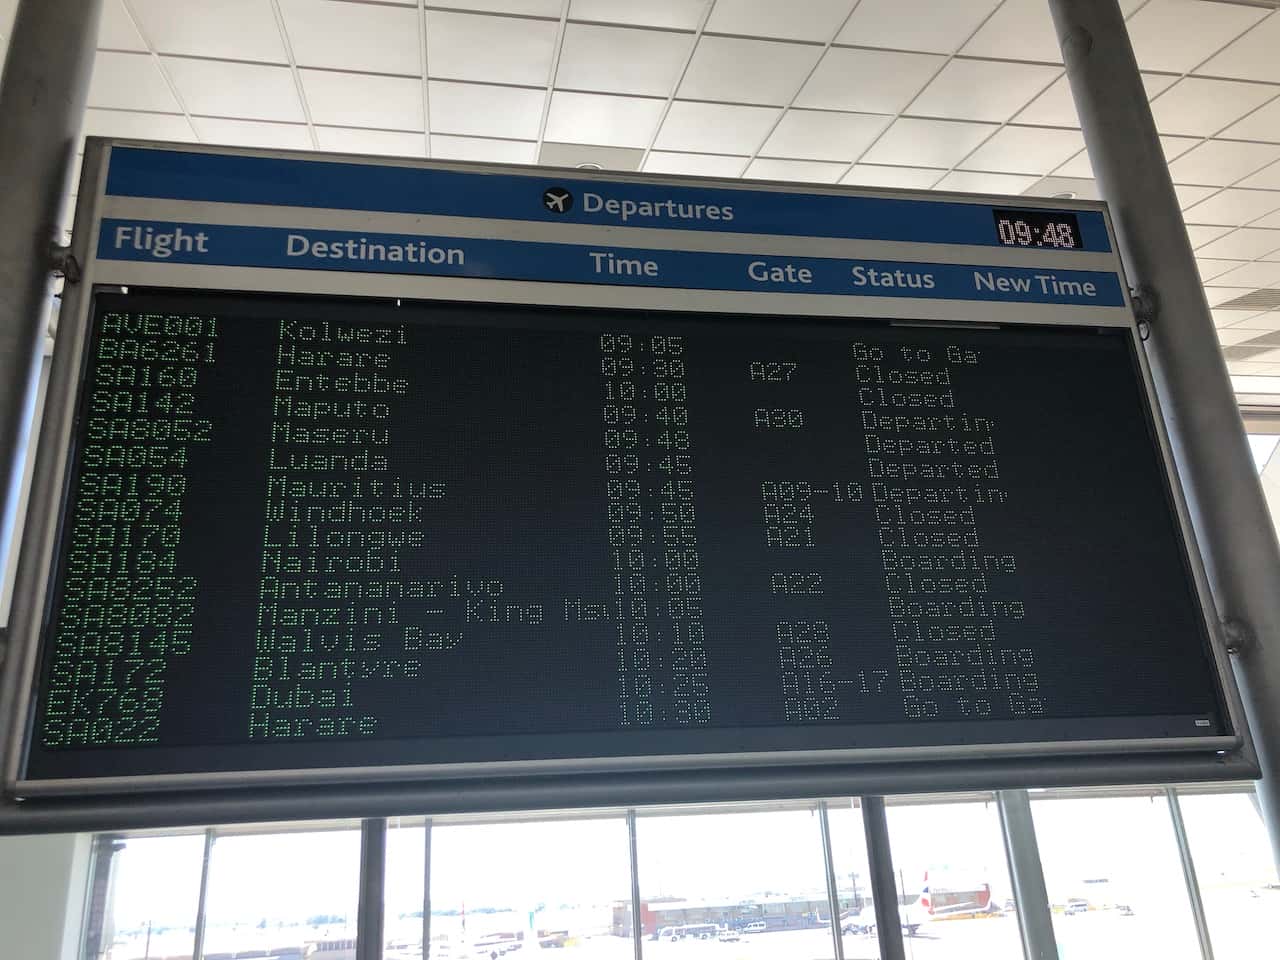 Departures 09:48
Flight Destination Time Gate Status New Time
AVE001 Kolwezi 09:05 Go to Ga
BA6261 Harare 09:30 A27 Closed
SA160 Entebbe 10:00 Closed
SA142 Maputo 09:40 A30 Departin
SA8052 Maseru Departed
SA054 Luanda 09:45 Departed
SA190 Mauritius 09:45 A09-10 Departin
SA074 Windhoek 09:50 A24 Closed
SA170 Lilongwe 09:55 A21 Closed
SA184 Nairobi 10:00 Boarding
SA8252 Antananarivo 10:00 A22 Closed
SA8082 Manzini - King Msu 10:05 Boarding
SA8145 Walvis Bay 10:10 A28 Closed
SA172 Blantyre 10:20 A26 Boarding
EK768 Dubai 10:25 A16-17 Boarding
SA022 Harare 10:30 A02 Go to Ga